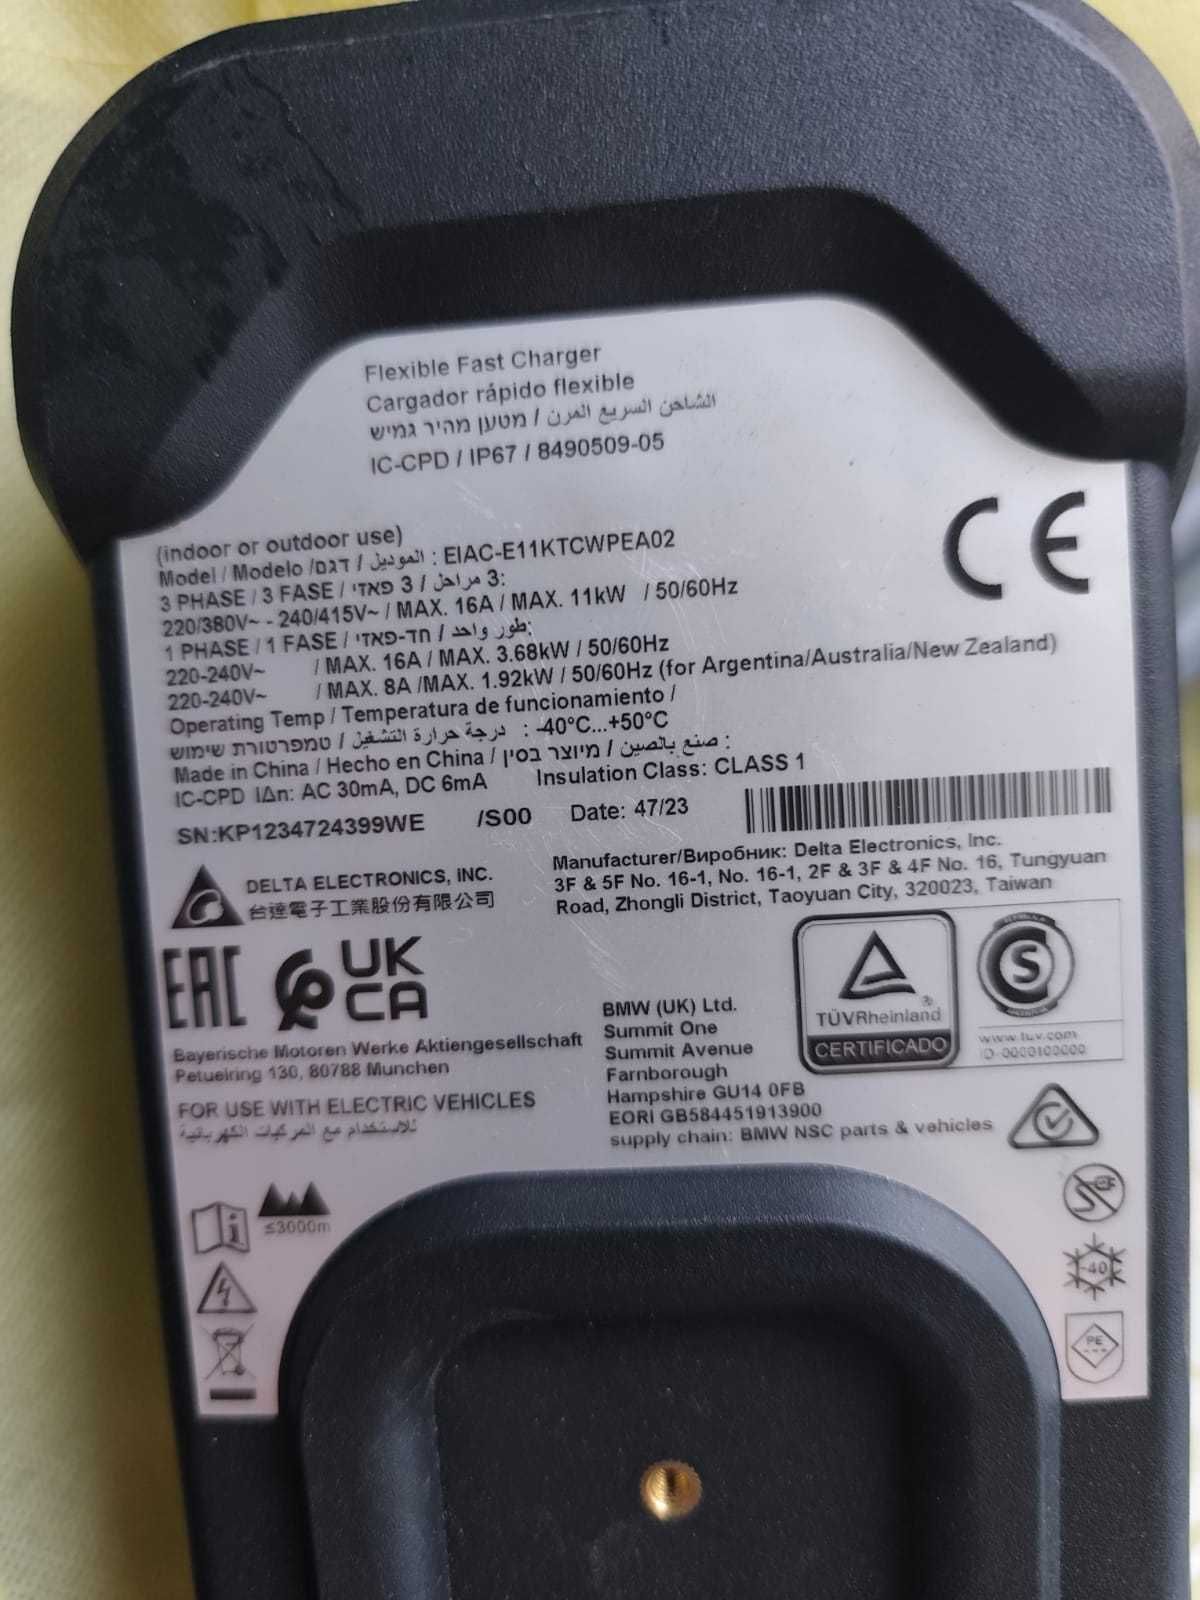 Flexible Fast Charger
Cargador rápido flexible
מטען מהיר גמיש / الشاحن السريع المرن
IC-CPD / IP67 / 8490509-05
CE
(indoor or outdoor use)
Model / Modelo /דגם / الموديل : EIAC-E11KTCWPEA02
3 PHASE / 3 FASE / 3 פאזי / 3 مراحل:
220/380V~ - 240/415V~ / MAX. 16A / MAX. 11kW / 50/60Hz
1 PHASE / 1 FASE / חד-פאזי / طور واحد:
220-240V~ / MAX. 16A / MAX. 3.68kW / 50/60Hz
220-240V~ / MAX. 8A /MAX. 1.92kW / 50/60Hz (for Argentina/Australia/New Zealand)
Operating Temp / Temperatura de funcionamiento /
טמפרטורת שימוש / درجة حرارة التشغيل : -40°C...+50°C
Made in China / Hecho en China / מיוצר בסין / صنع بالصين :
IC-CPD IΔn: AC 30mA, DC 6mA Insulation Class: CLASS 1
SN:KP1234724399WE /S00 Date: 47/23
DELTA ELECTRONICS, INC.
台達電子工業股份有限公司
Manufacturer/Виробник: Delta Electronics, Inc.
3F & 5F No. 16-1, No. 16-1, 2F & 3F & 4F No. 16, Tungyuan
Road, Zhongli District, Taoyuan City, 320023, Taiwan
EAC
UK
CA
TÜVRheinland®
CERTIFICADO
S
www.tuv.com
ID-0000100000
Bayerische Motoren Werke Aktiengesellschaft
Petuelring 130, 80788 Munchen
BMW (UK) Ltd.
Summit One
Summit Avenue
Farnborough
Hampshire GU14 0FB
EORI GB584451913900
supply chain: BMW NSC parts & vehicles
FOR USE WITH ELECTRIC VEHICLES
للاستخدام مع المركبات الكهربائية
≤3000m
-40
PE